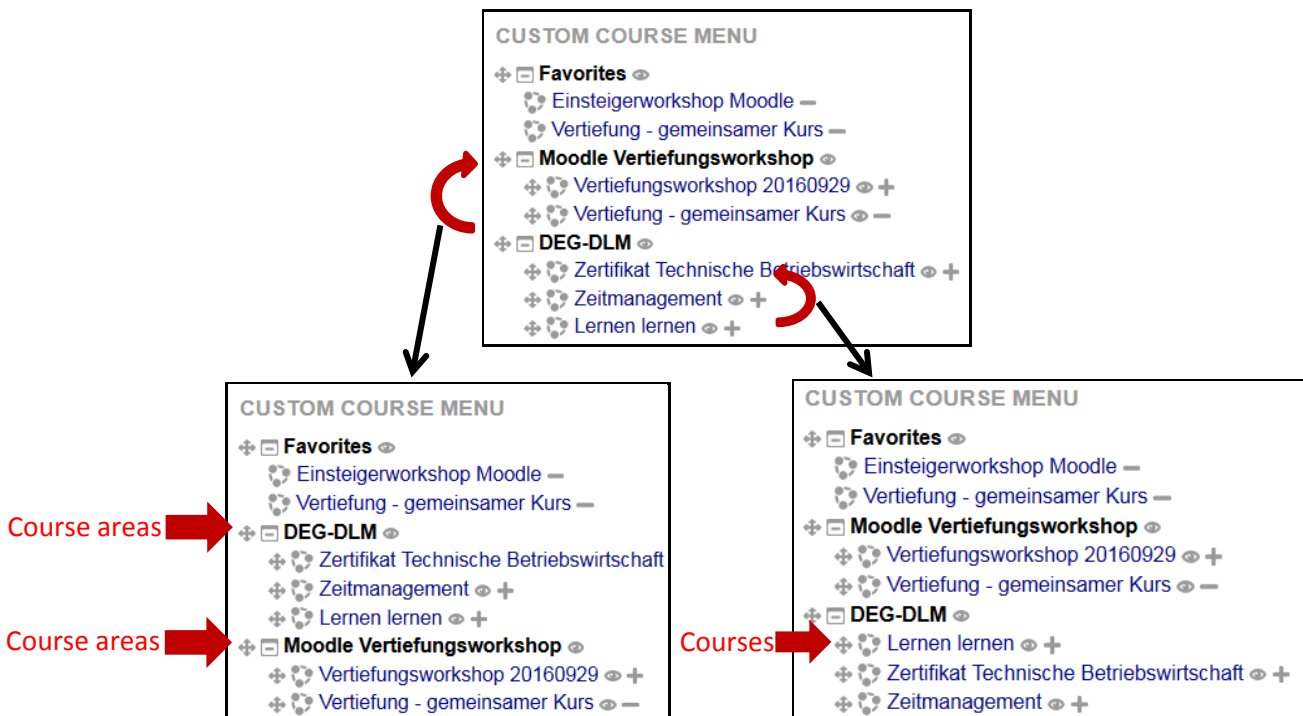 CUSTOM COURSE MENU
Favorites
Einsteigerworkshop Moodle
Vertiefung - gemeinsamer Kurs
Moodle Vertiefungsworkshop
Vertiefungsworkshop 20160929
Vertiefung - gemeinsamer Kurs
DEG-DLM
Zertifikat Technische Betriebswirtschaft
Zeitmanagement
Lernen lernen
CUSTOM COURSE MENU
Favorites
Einsteigerworkshop Moodle
Vertiefung - gemeinsamer Kurs
Course areas
DEG-DLM
Zertifikat Technische Betriebswirtschaft
Zeitmanagement
Lernen lernen
Course areas
Moodle Vertiefungsworkshop
Vertiefungsworkshop 20160929
Vertiefung - gemeinsamer Kurs
CUSTOM COURSE MENU
Favorites
Einsteigerworkshop Moodle
Vertiefung - gemeinsamer Kurs
Moodle Vertiefungsworkshop
Vertiefungsworkshop 20160929
Vertiefung - gemeinsamer Kurs
DEG-DLM
Courses
Lernen lernen
Zertifikat Technische Betriebswirtschaft
Zeitmanagement